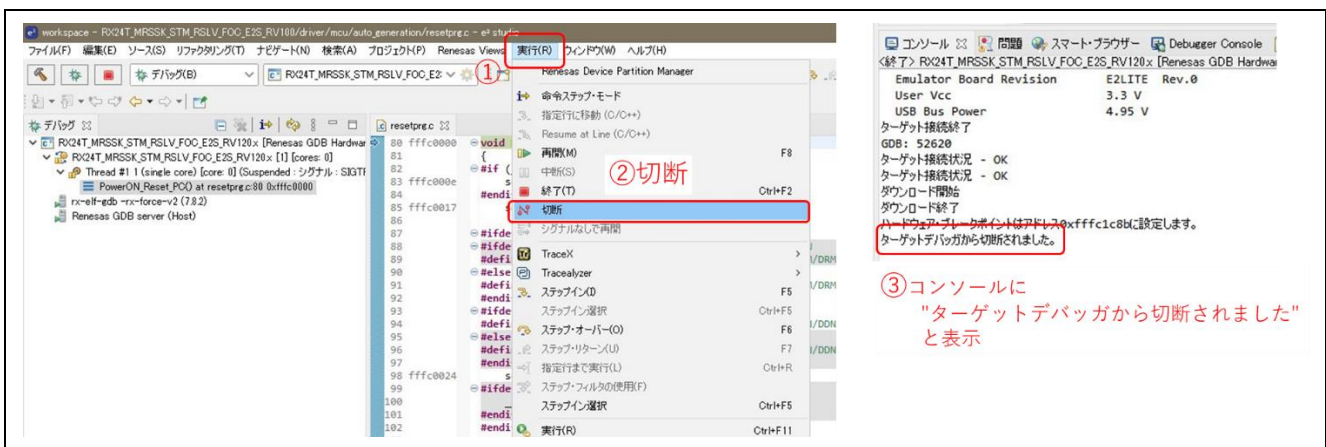 workspace - RX24T_MRSSK_STM_RSLV_FOC_E2S_RV100/driver/mcu/auto_generation/resetprg.c - e² studio
ファイル(F) 編集(E) ソース(S) リファクタリング(T) ナビゲート(N) 検索(A) プロジェクト(P) Renesas Views 実行(R) ウィンドウ(W) ヘルプ(H)
①
デバッグ(B)
RX24T_MRSSK_STM_RSLV_FOC_E2S
デバッグ
RX24T_MRSSK_STM_RSLV_FOC_E2S_RV120.x [Renesas GDB Hardwar
RX24T_MRSSK_STM_RSLV_FOC_E2S_RV120.x [1] [cores: 0]
Thread #1 1 (single core) [core: 0] (Suspended : シグナル : SIGTF
PowerON_Reset_PC() at resetprg.c:80 0xfffc0000
rx-elf-gdb -rx-force-v2 (7.8.2)
Renesas GDB server (Host)
resetprg.c
80 fffc0000 void
81 {
82 #if (
83 fffc000e s
84 #endi
85 fffc0017
86
87 #ifde
88 #ifde
89 #defi
90 #else
91 #defi
92 #endi
93 #ifde
94 #defi
95 #else
96 #defi
97 #endi
98 fffc0024 s
99 #ifde
100
101 #endi
102 #endi
/DRM
/DRM
/DDN
/DDN
Renesas Device Partition Manager
命令ステップ・モード
指定行に移動 (C/C++)
Resume at Line (C/C++)
再開(M) F8
中断(S)
②切断
終了(T) Ctrl+F2
切断
シグナルなしで再開
TraceX >
Tracealyzer >
ステップイン(I) F5
ステップイン選択 Ctrl+F5
ステップ・オーバー(O) F6
ステップ・リターン(U) F7
指定行まで実行(L) Ctrl+R
ステップ・フィルタの使用(F)
ステップイン選択 Ctrl+F5
実行(R) Ctrl+F11
コンソール 問題 スマート・ブラウザー Debugger Console
<終了> RX24T_MRSSK_STM_RSLV_FOC_E2S_RV120.x [Renesas GDB Hardwar
Emulator Board Revision E2LITE Rev.0
User Vcc 3.3 V
USB Bus Power 4.95 V
ターゲット接続終了
GDB: 52620
ターゲット接続状況 - OK
ターゲット接続状況 - OK
ダウンロード開始
ダウンロード終了
ハードウェア・ブレークポイントはアドレス0xfffc1c8bに設定します。
ターゲットデバッガから切断されました。
③コンソールに
"ターゲットデバッガから切断されました"
と表示